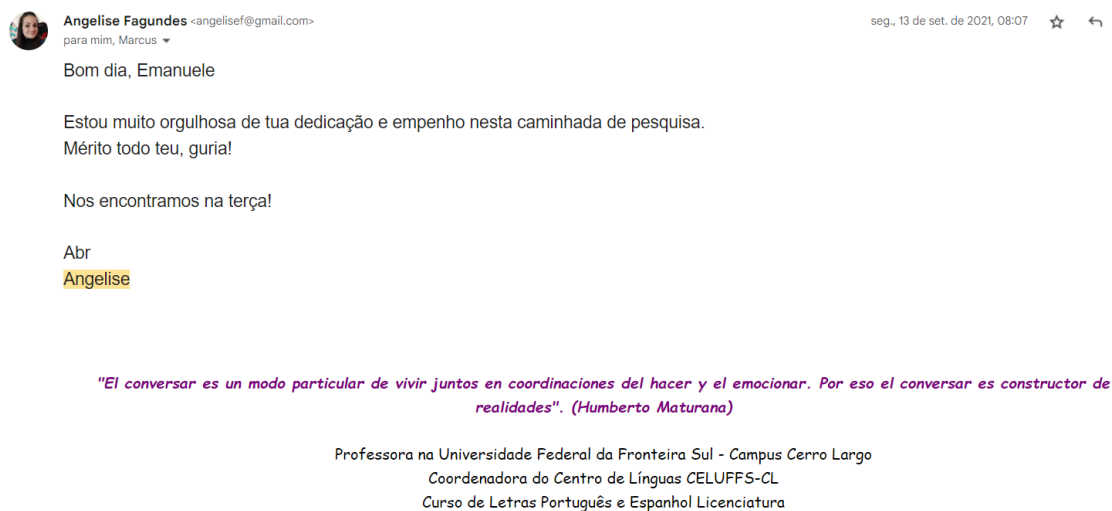 Angelise Fagundes <angelisef@gmail.com>
seg., 13 de set. de 2021, 08:07
para mim, Marcus
Bom dia, Emanuele
Estou muito orgulhosa de tua dedicação e empenho nesta caminhada de pesquisa.
Mérito todo teu, guria!
Nos encontramos na terça!
Abr
Angelise
"El conversar es un modo particular de vivir juntos en coordinaciones del hacer y el emocionar. Por eso el conversar es constructor de
realidades". (Humberto Maturana)
Professora na Universidade Federal da Fronteira Sul - Campus Cerro Largo
Coordenadora do Centro de Línguas CELUFFS-CL
Curso de Letras Português e Espanhol Licenciatura